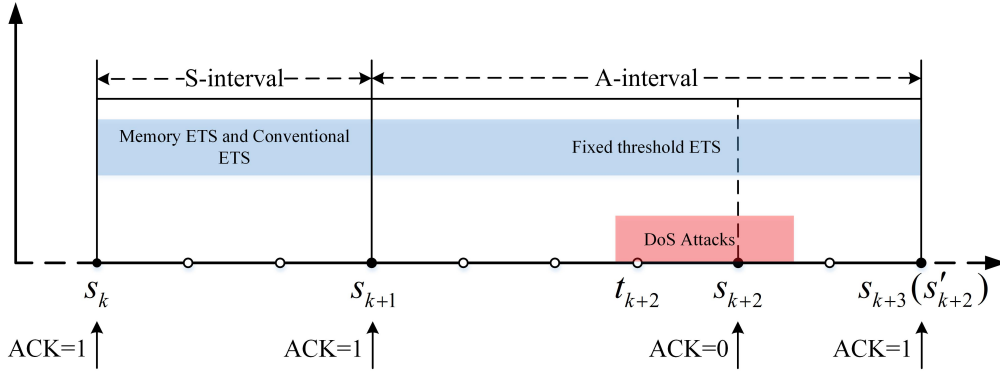 S-interval
A-interval
Memory ETS and Conventional
ETS
Fixed threshold ETS
DoS Attacks
s_k
s_{k+1}
t_{k+2}
s_{k+2}
s_{k+3}(s'_{k+2})
ACK=1
ACK=1
ACK=0
ACK=1